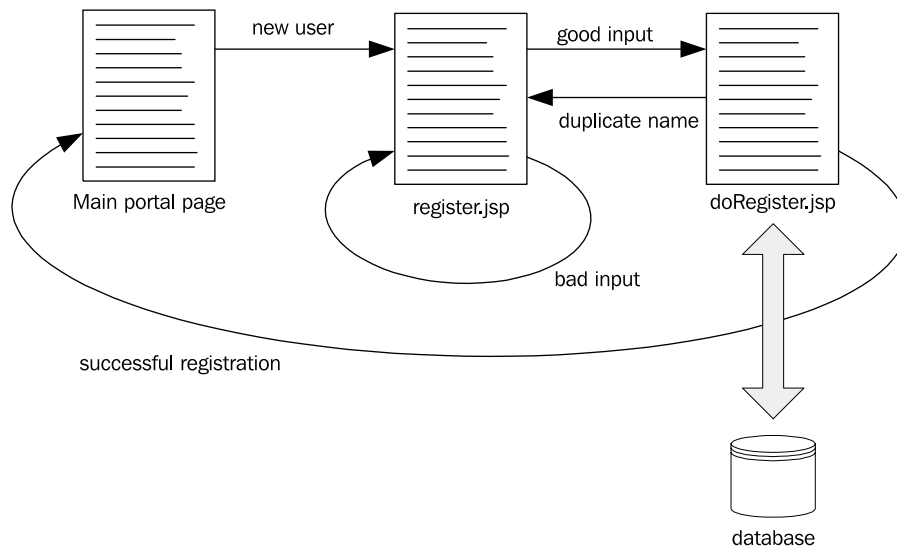 new user
good input
duplicate name
Main portal page
register.jsp
doRegister.jsp
bad input
successful registration
database